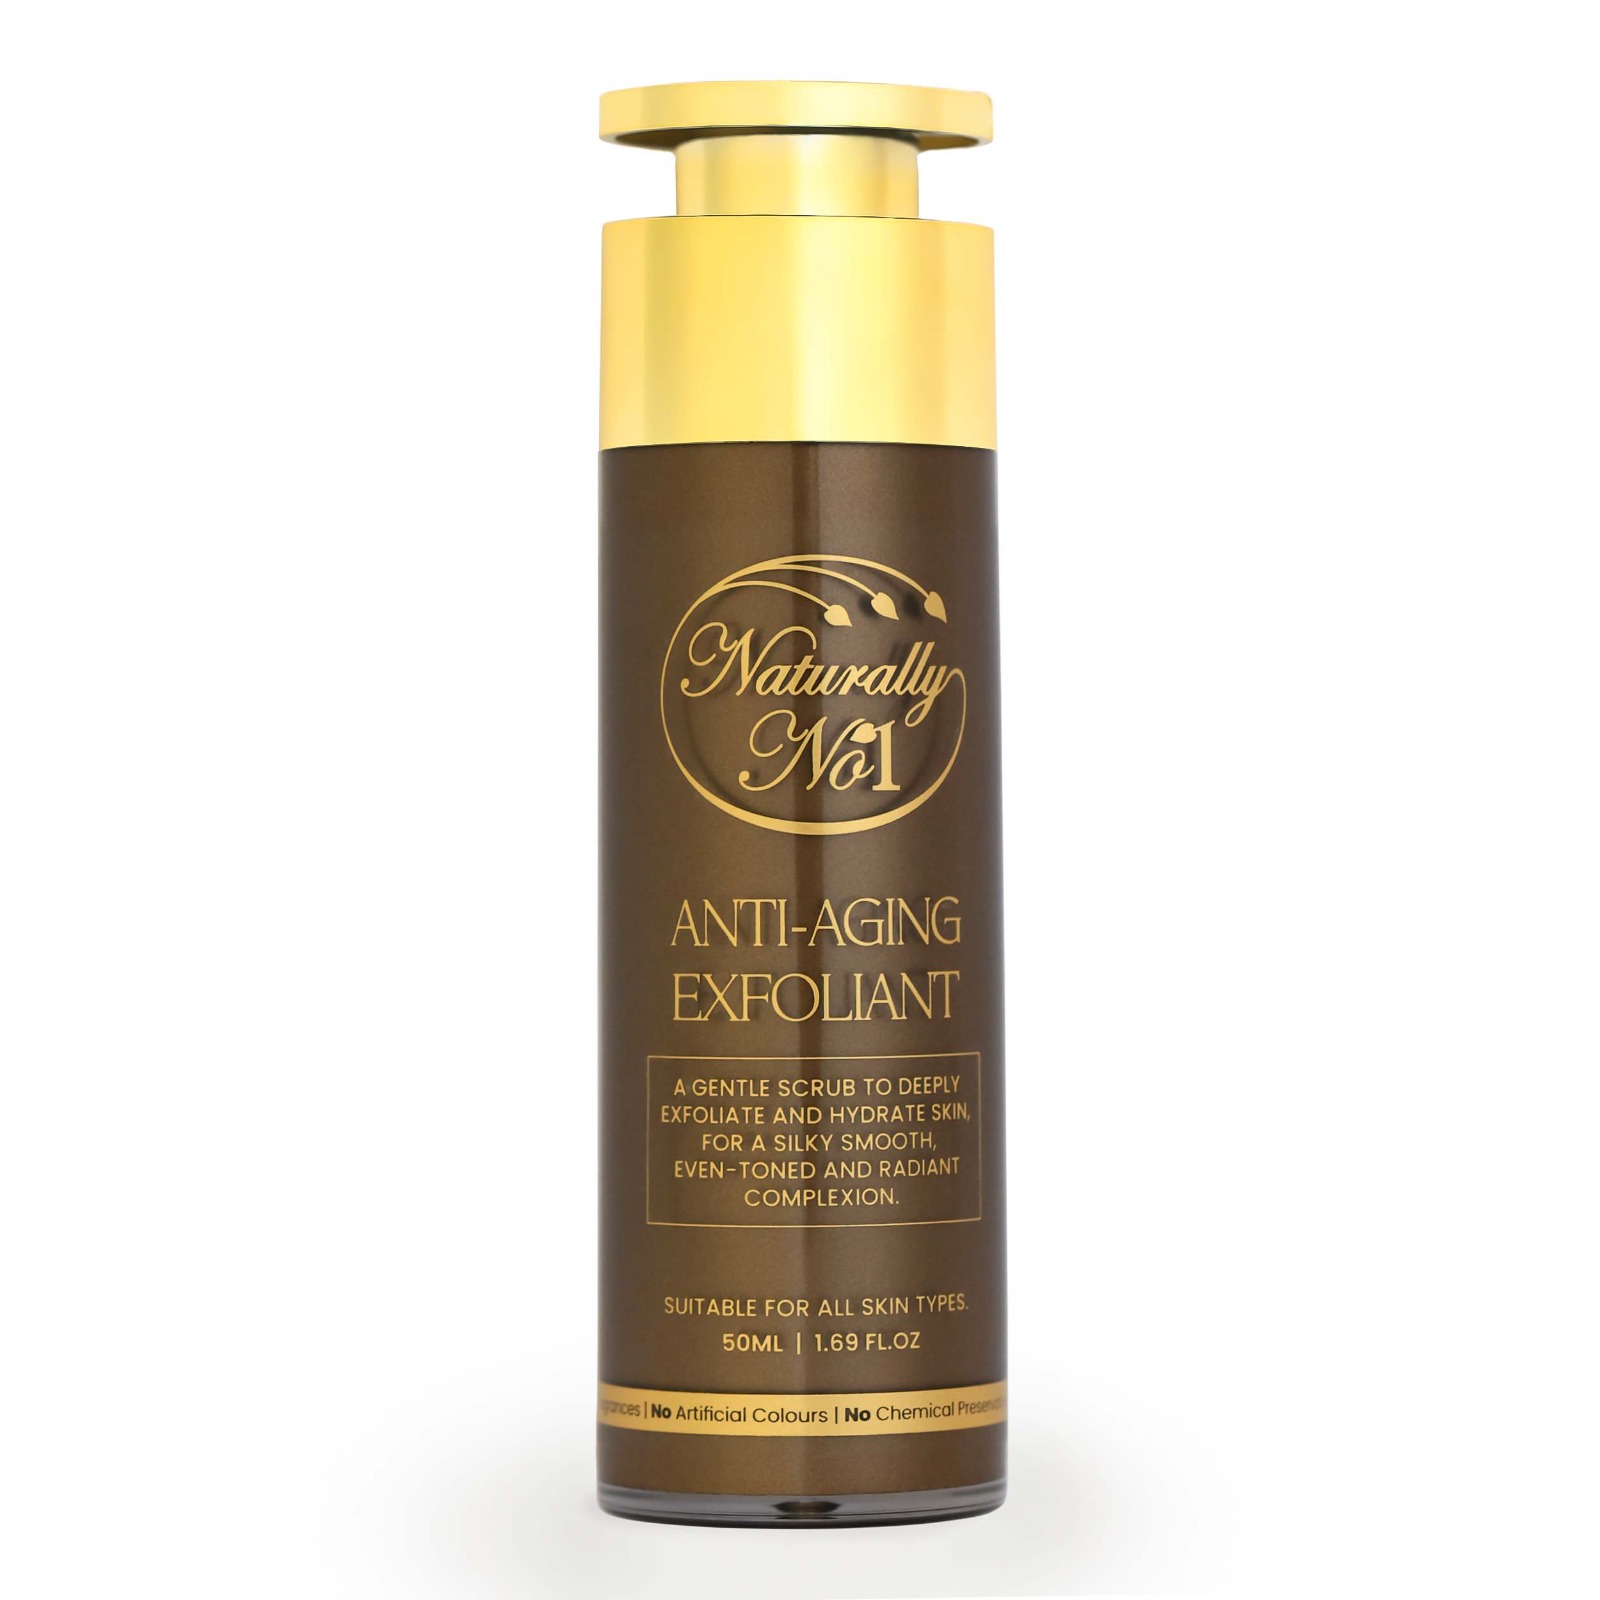 Naturally
No1
ANTI-AGING
EXFOLIANT
A GENTLE SCRUB TO DEEPLY
EXFOLIATE AND HYDRATE SKIN,
FOR A SILKY SMOOTH,
EVEN-TONED AND RADIANT
COMPLEXION.
SUITABLE FOR ALL SKIN TYPES.
50ML | 1.69 FL.OZ
| No Artificial Colours | No Chemical